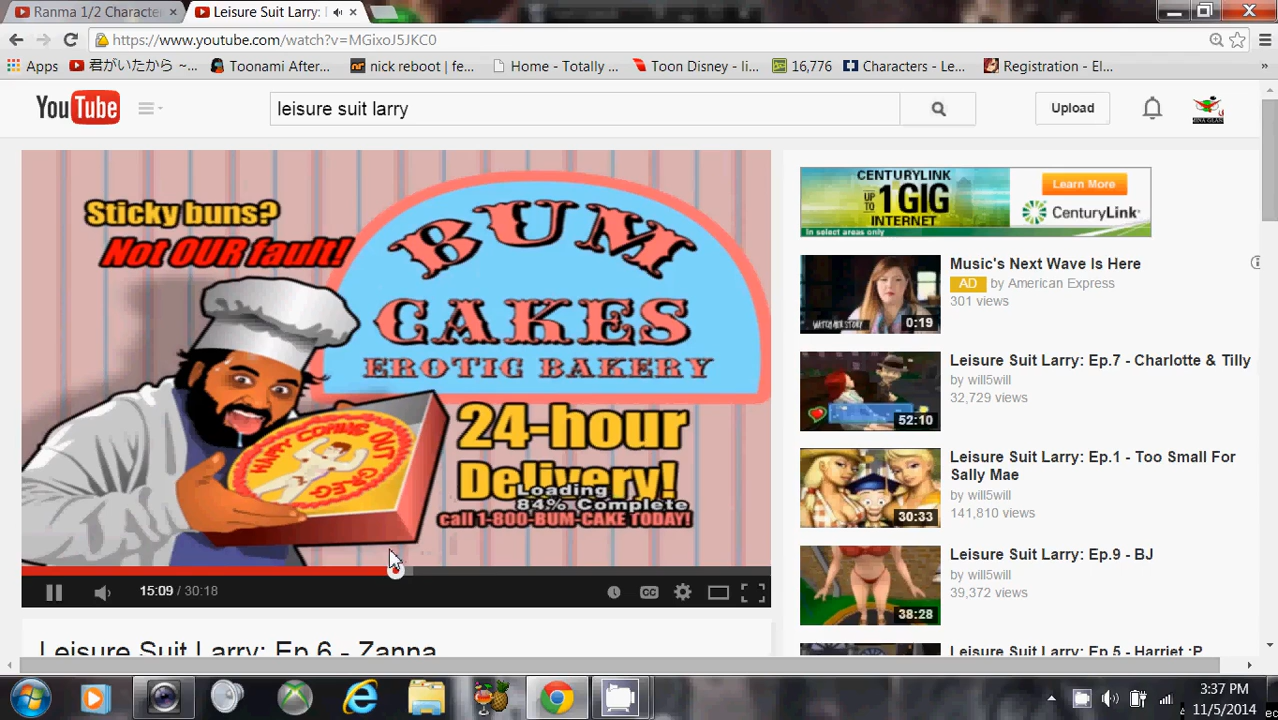 Ranma 1/2 Characte
Leisure Suit Larry:
https://www.youtube.com/watch?v=MGixoJ5JKC0
Apps
君がいたから ~...
Toonami After...
nick reboot | fe...
Home - Totally ...
Toon Disney - li...
16,776
Characters - Le...
Registration - El...
»
YouTube
leisure suit larry
Upload
Sticky buns?
Not OUR fault!
BUM
CAKES
EROTIC BAKERY
HAPPY COMING OUT
GREG
24-hour
Delivery!
Loading
84% Complete
call 1-800-BUM-CAKE TODAY!
15:09 / 30:18
CC
Leisure Suit Larry: Ep.6 - Zanna
CENTURYLINK
UP TO 1 GIG
INTERNET
In select areas only
Learn More
CenturyLink
Music's Next Wave Is Here
AD by American Express
301 views
0:19
Leisure Suit Larry: Ep.7 - Charlotte & Tilly
by will5will
32,729 views
52:10
Leisure Suit Larry: Ep.1 - Too Small For
Sally Mae
by will5will
141,810 views
30:33
Leisure Suit Larry: Ep.9 - BJ
by will5will
39,372 views
38:28
Leisure Suit Larry: Ep.5 - Harriet :P
3:37 PM
11/5/2014